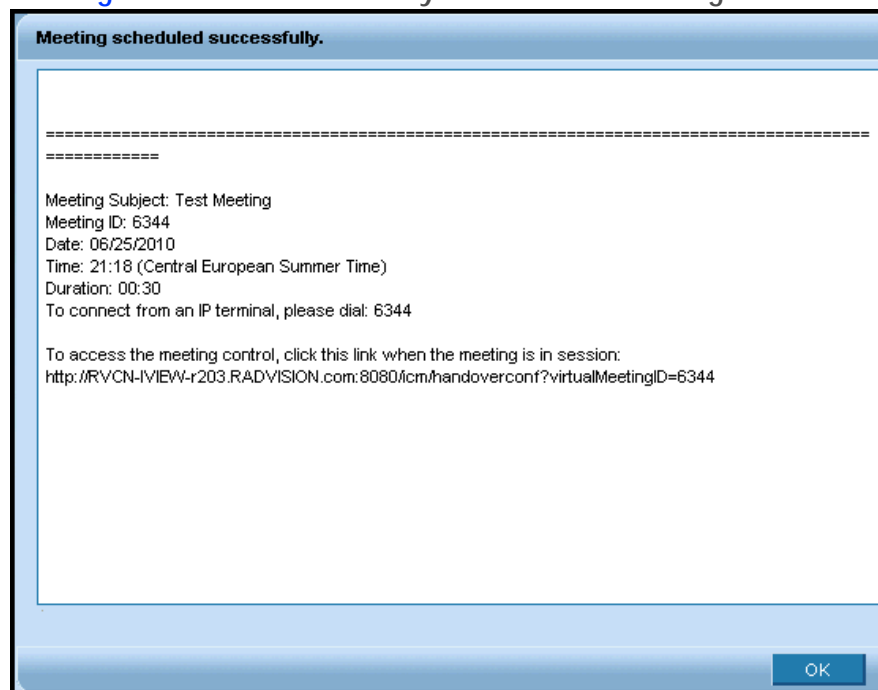 Meeting scheduled successfully.
=======================================================================================
============
Meeting Subject: Test Meeting
Meeting ID: 6344
Date: 06/25/2010
Time: 21:18 (Central European Summer Time)
Duration: 00:30
To connect from an IP terminal, please dial: 6344
To access the meeting control, click this link when the meeting is in session:
http://RVCN-IVIEW-r203.RADVISION.com:8080/icm/handoverconf?virtualMeetingID=6344
OK